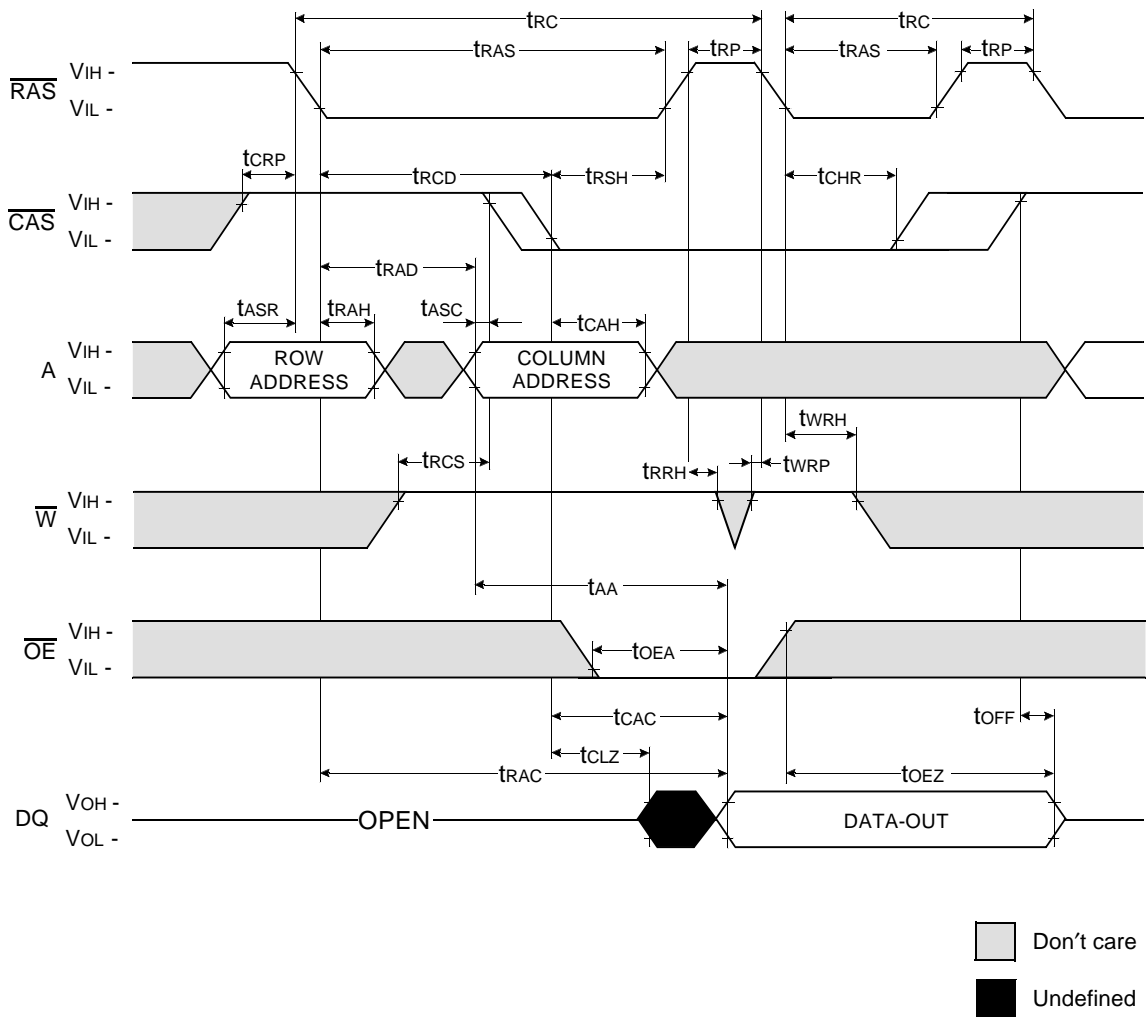 tRC tRC
tRAS tRP tRAS tRP
RAS VIH -
VIL -
tCRP tRCD tRSH tCHR
CAS VIH -
VIL -
tRAD
tASR tRAH tASC tCAH
A VIH -
VIL -
ROW
ADDRESS
COLUMN
ADDRESS
tWRH
tRCS tRRH tWRP
W VIH -
VIL -
tAA
OE VIH -
VIL -
tOEA
tCAC tOFF
tCLZ
tRAC tOEZ
DQ VOH -
VOL -
OPEN DATA-OUT
Don′t care
Undefined